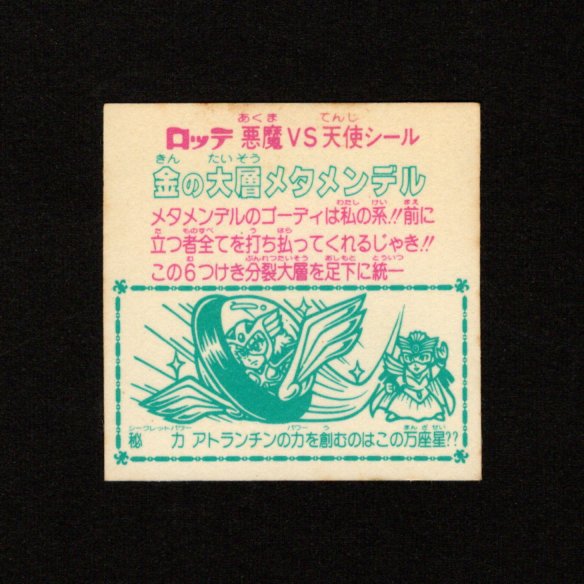 ロッテ 悪魔VS天使シール
金の大層メタメンデル
メタメンデルのゴーディは私の系!!前に
立つ者全てを打ち払ってくれるじゃき!!
この6つけき分裂大層を足下に統一
秘力 アトランチンの力を創むのはこの万座星??